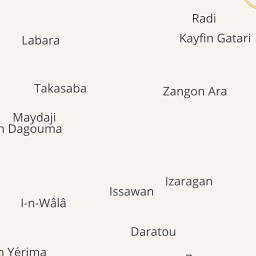 Radi
Kayfin Gatari
Labara
Takasaba
Zangon Ara
Maydaji
Dagouma
Izaragan
Issawan
I-n-Wâlâ
Daratou
Yérima